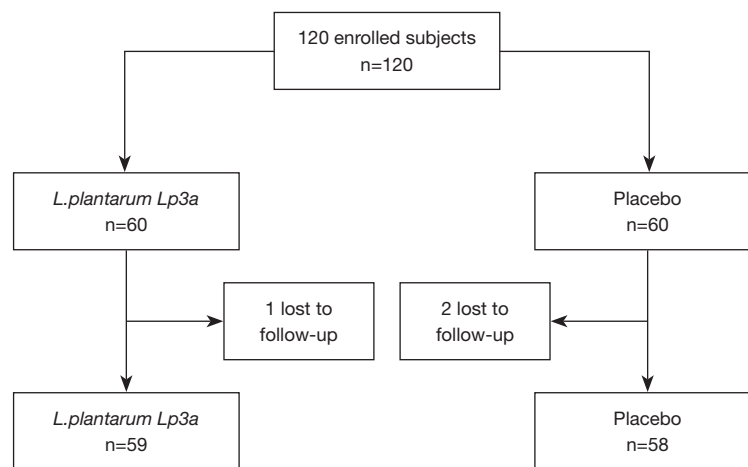 120 enrolled subjects
n=120
L.plantarum Lp3a
n=60
Placebo
n=60
1 lost to
follow-up
2 lost to
follow-up
L.plantarum Lp3a
n=59
Placebo
n=58